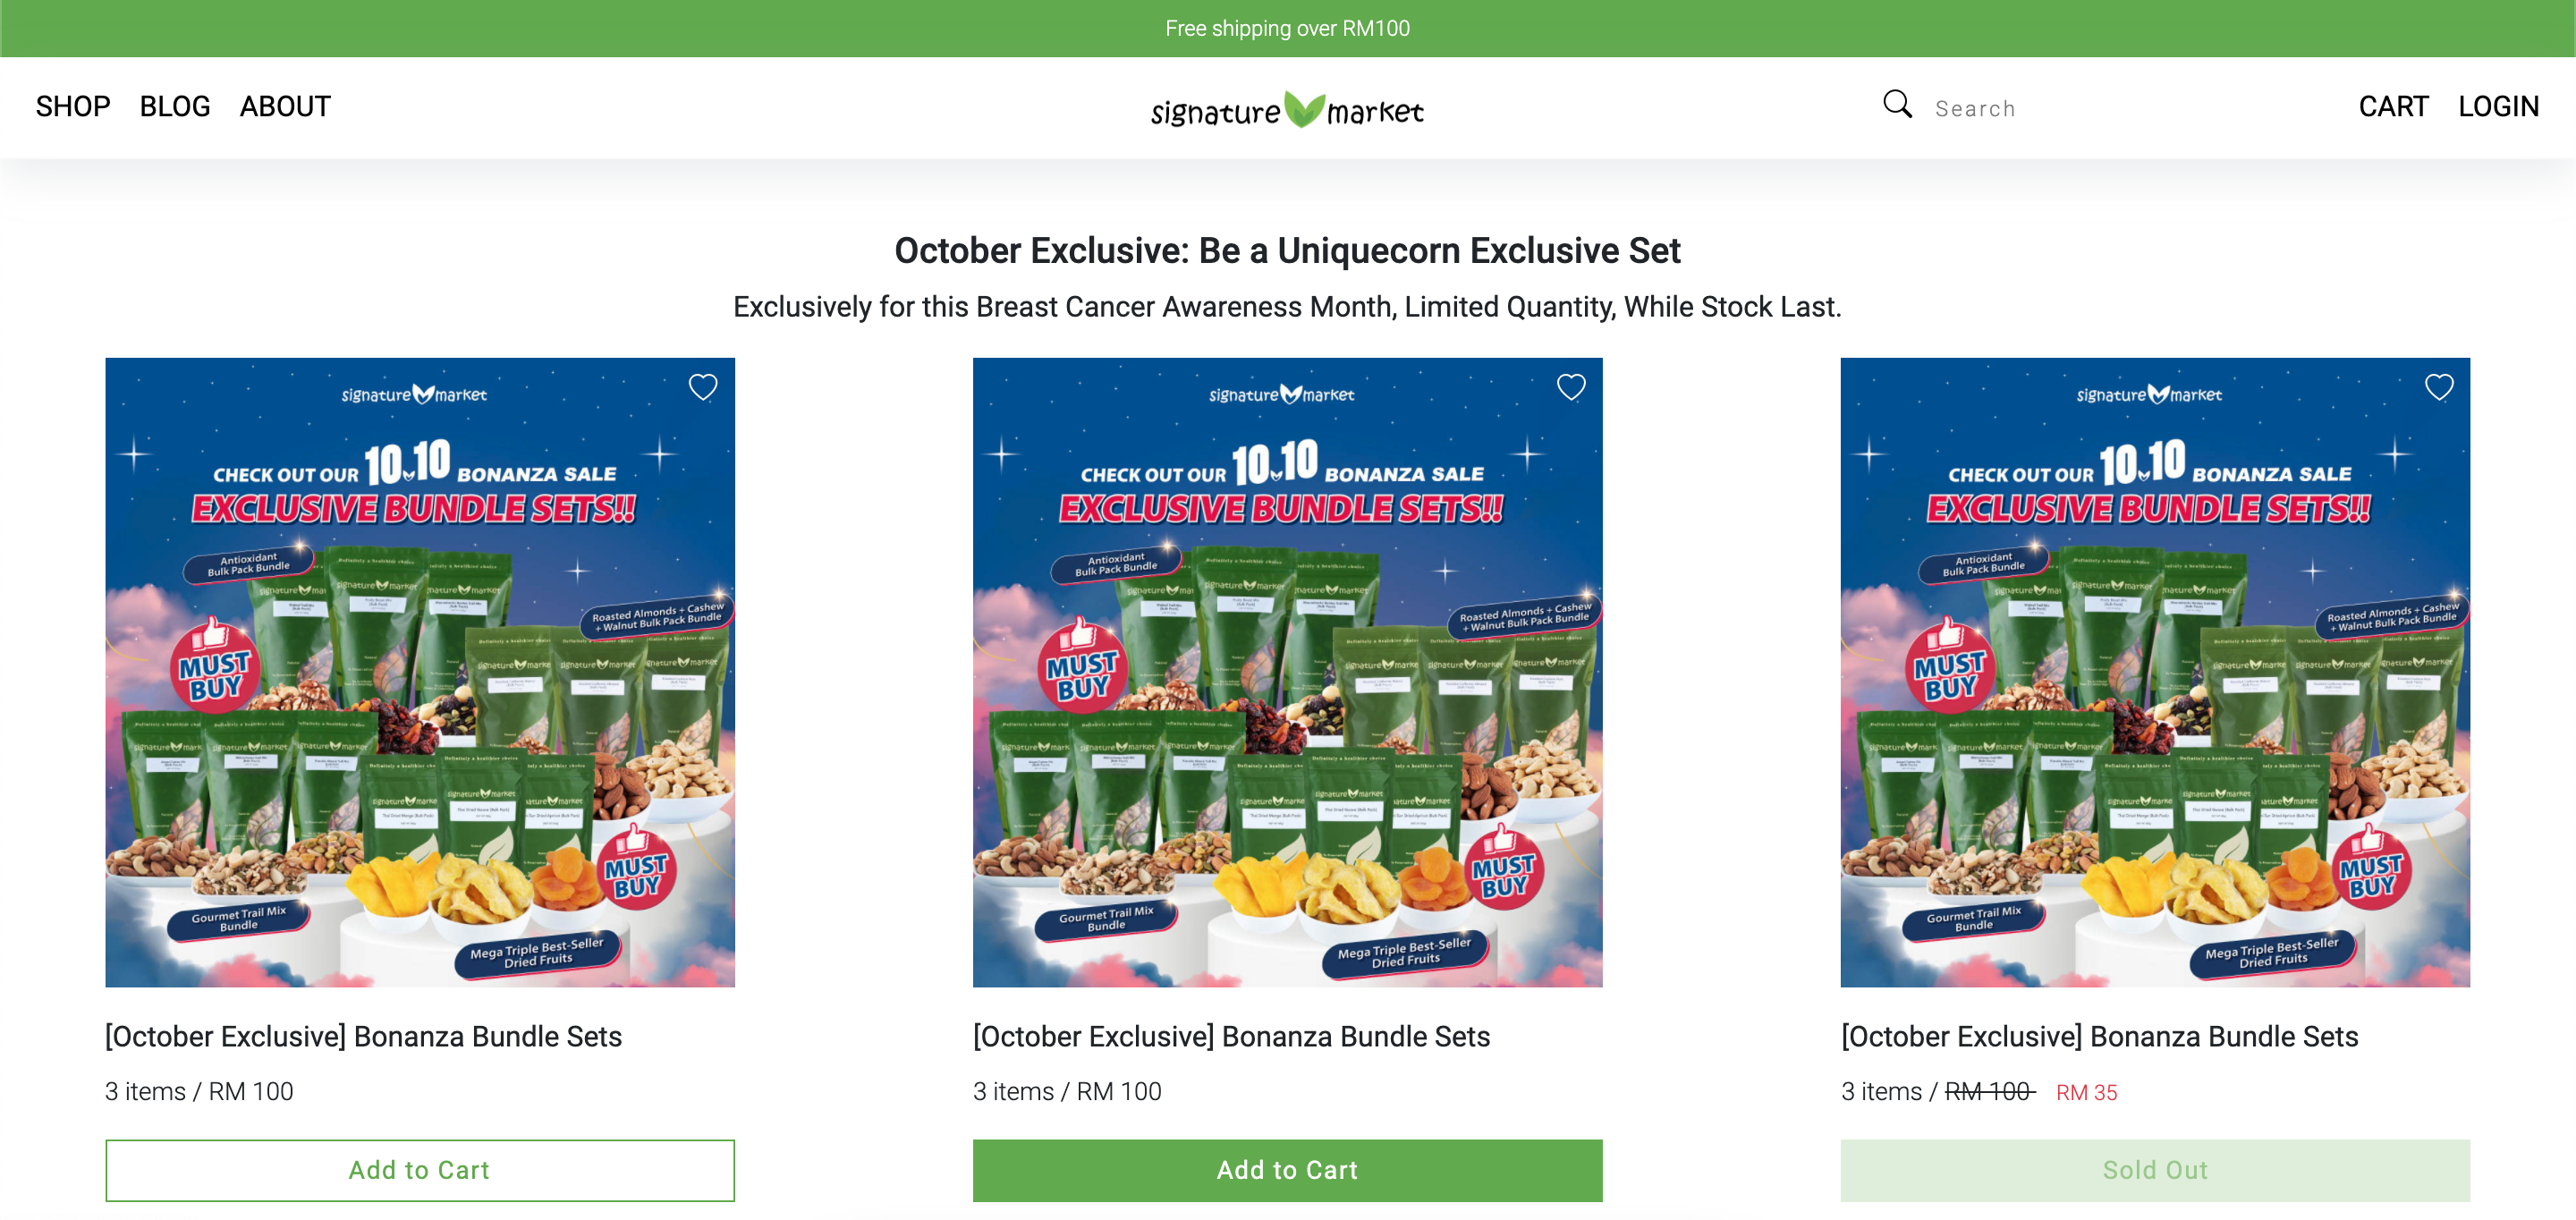 Free shipping over RM100
SHOP BLOG ABOUT
signature market
Search
CART LOGIN
October Exclusive: Be a Uniquecorn Exclusive Set
Exclusively for this Breast Cancer Awareness Month, Limited Quantity, While Stock Last.
signature market
CHECK OUT OUR 10.10 BONANZA SALE
EXCLUSIVE BUNDLE SETS!!
Antioxidant
Bulk Pack Bundle
Roasted Almonds + Cashew
+ Walnut Bulk Pack Bundle
MUST
BUY
MUST
BUY
Gourmet Trail Mix
Bundle
Mega Triple Best-Seller
Dried Fruits
[October Exclusive] Bonanza Bundle Sets
3 items / RM 100
Add to Cart
signature market
CHECK OUT OUR 10.10 BONANZA SALE
EXCLUSIVE BUNDLE SETS!!
Antioxidant
Bulk Pack Bundle
Roasted Almonds + Cashew
+ Walnut Bulk Pack Bundle
MUST
BUY
MUST
BUY
Gourmet Trail Mix
Bundle
Mega Triple Best-Seller
Dried Fruits
[October Exclusive] Bonanza Bundle Sets
3 items / RM 100
Add to Cart
signature market
CHECK OUT OUR 10.10 BONANZA SALE
EXCLUSIVE BUNDLE SETS!!
Antioxidant
Bulk Pack Bundle
Roasted Almonds + Cashew
+ Walnut Bulk Pack Bundle
MUST
BUY
MUST
BUY
Gourmet Trail Mix
Bundle
Mega Triple Best-Seller
Dried Fruits
[October Exclusive] Bonanza Bundle Sets
3 items / RM 100 RM 35
Sold Out